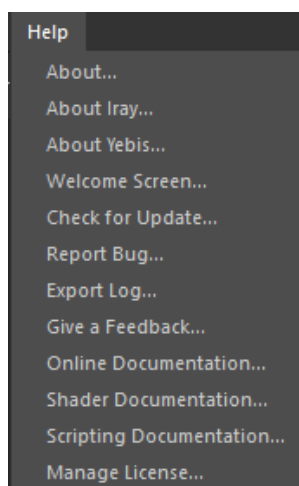 Help
About...
About Iray...
About Yebis...
Welcome Screen...
Check for Update...
Report Bug...
Export Log...
Give a Feedback...
Online Documentation...
Shader Documentation...
Scripting Documentation...
Manage License...